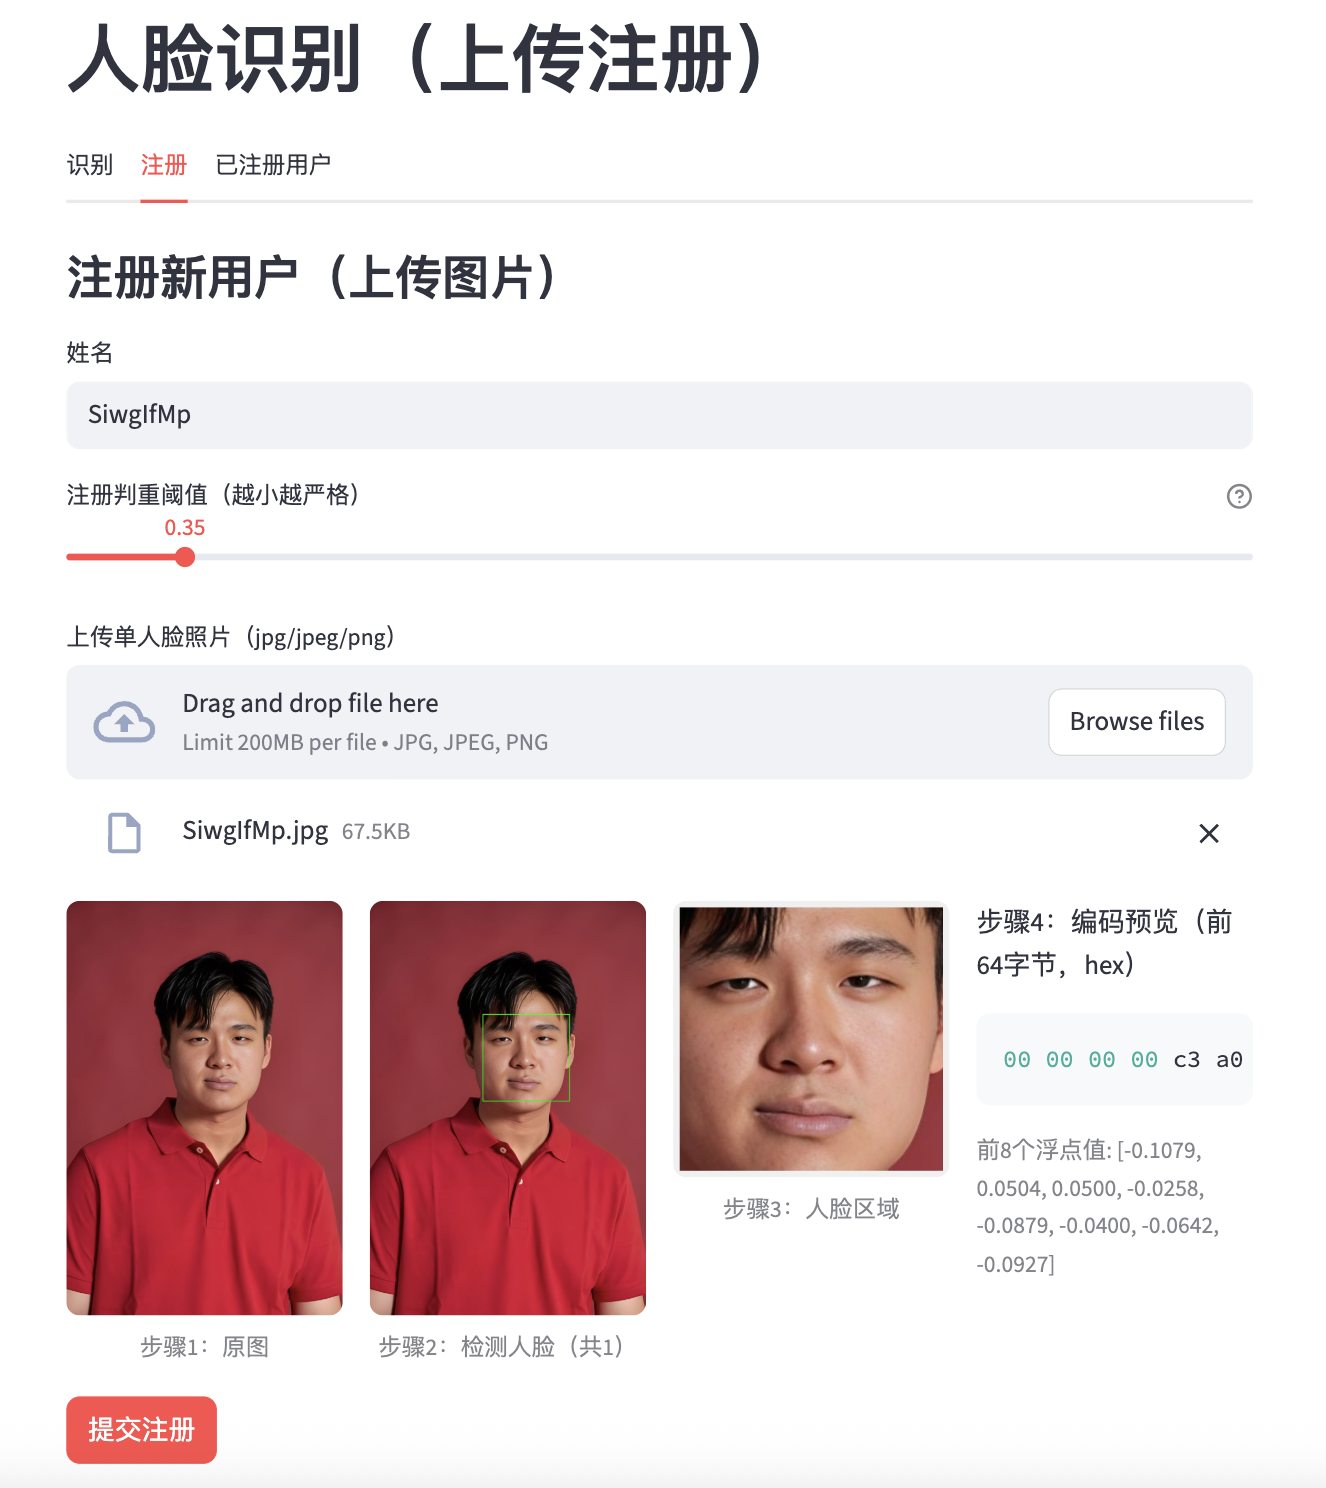 人脸识别（上传注册）
识别 注册 已注册用户
注册新用户（上传图片）
姓名
SiwgIfMp
注册判重阈值（越小越严格）
0.35
上传单人脸照片（jpg/jpeg/png）
Drag and drop file here
Limit 200MB per file • JPG, JPEG, PNG
Browse files
SiwgIfMp.jpg 67.5KB
步骤1：原图
步骤2：检测人脸（共1）
步骤3：人脸区域
步骤4：编码预览（前
64字节，hex）
00 00 00 00 c3 a0
前8个浮点值: [-0.1079,
0.0504, 0.0500, -0.0258,
-0.0879, -0.0400, -0.0642,
-0.0927]
提交注册